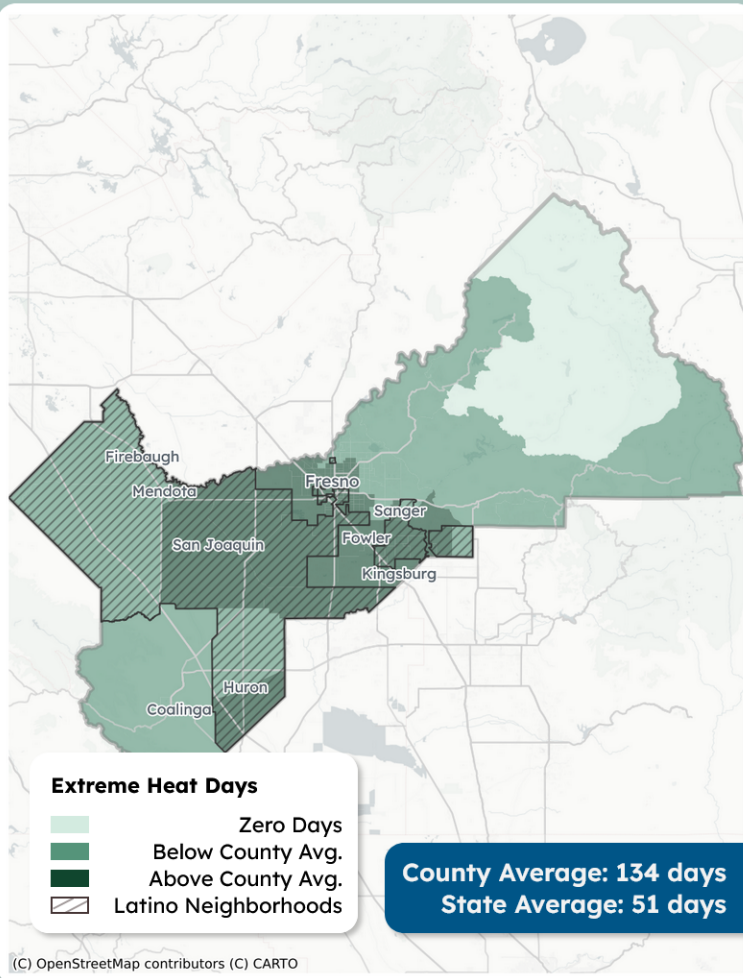 Firebaugh
Mendota
Fresno
Sanger
San Joaquin
Fowler
Kingsburg
Huron
Coalinga
Extreme Heat Days
Zero Days
Below County Avg.
Above County Avg.
Latino Neighborhoods
County Average: 134 days
State Average: 51 days
(C) OpenStreetMap contributors (C) CARTO